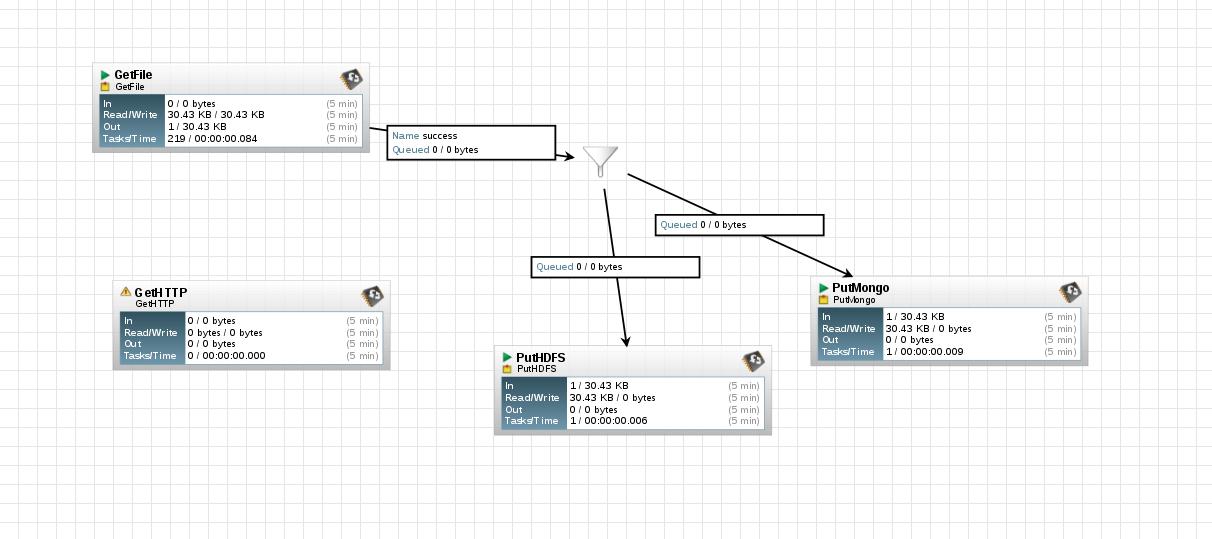 GetFile
GetFile
In 0 / 0 bytes (5 min)
Read/Write 30.43 KB / 30.43 KB (5 min)
Out 1 / 30.43 KB (5 min)
Tasks/Time 219 / 00:00:00.084 (5 min)
Name success
Queued 0 / 0 bytes
Queued 0 / 0 bytes
Queued 0 / 0 bytes
GetHTTP
GetHTTP
In 0 / 0 bytes (5 min)
Read/Write 0 bytes / 0 bytes (5 min)
Out 0 / 0 bytes (5 min)
Tasks/Time 0 / 00:00:00.000 (5 min)
PutMongo
PutMongo
In 1 / 30.43 KB (5 min)
Read/Write 30.43 KB / 0 bytes (5 min)
Out 0 / 0 bytes (5 min)
Tasks/Time 1 / 00:00:00.009 (5 min)
PutHDFS
PutHDFS
In 1 / 30.43 KB (5 min)
Read/Write 30.43 KB / 0 bytes (5 min)
Out 0 / 0 bytes (5 min)
Tasks/Time 1 / 00:00:00.006 (5 min)